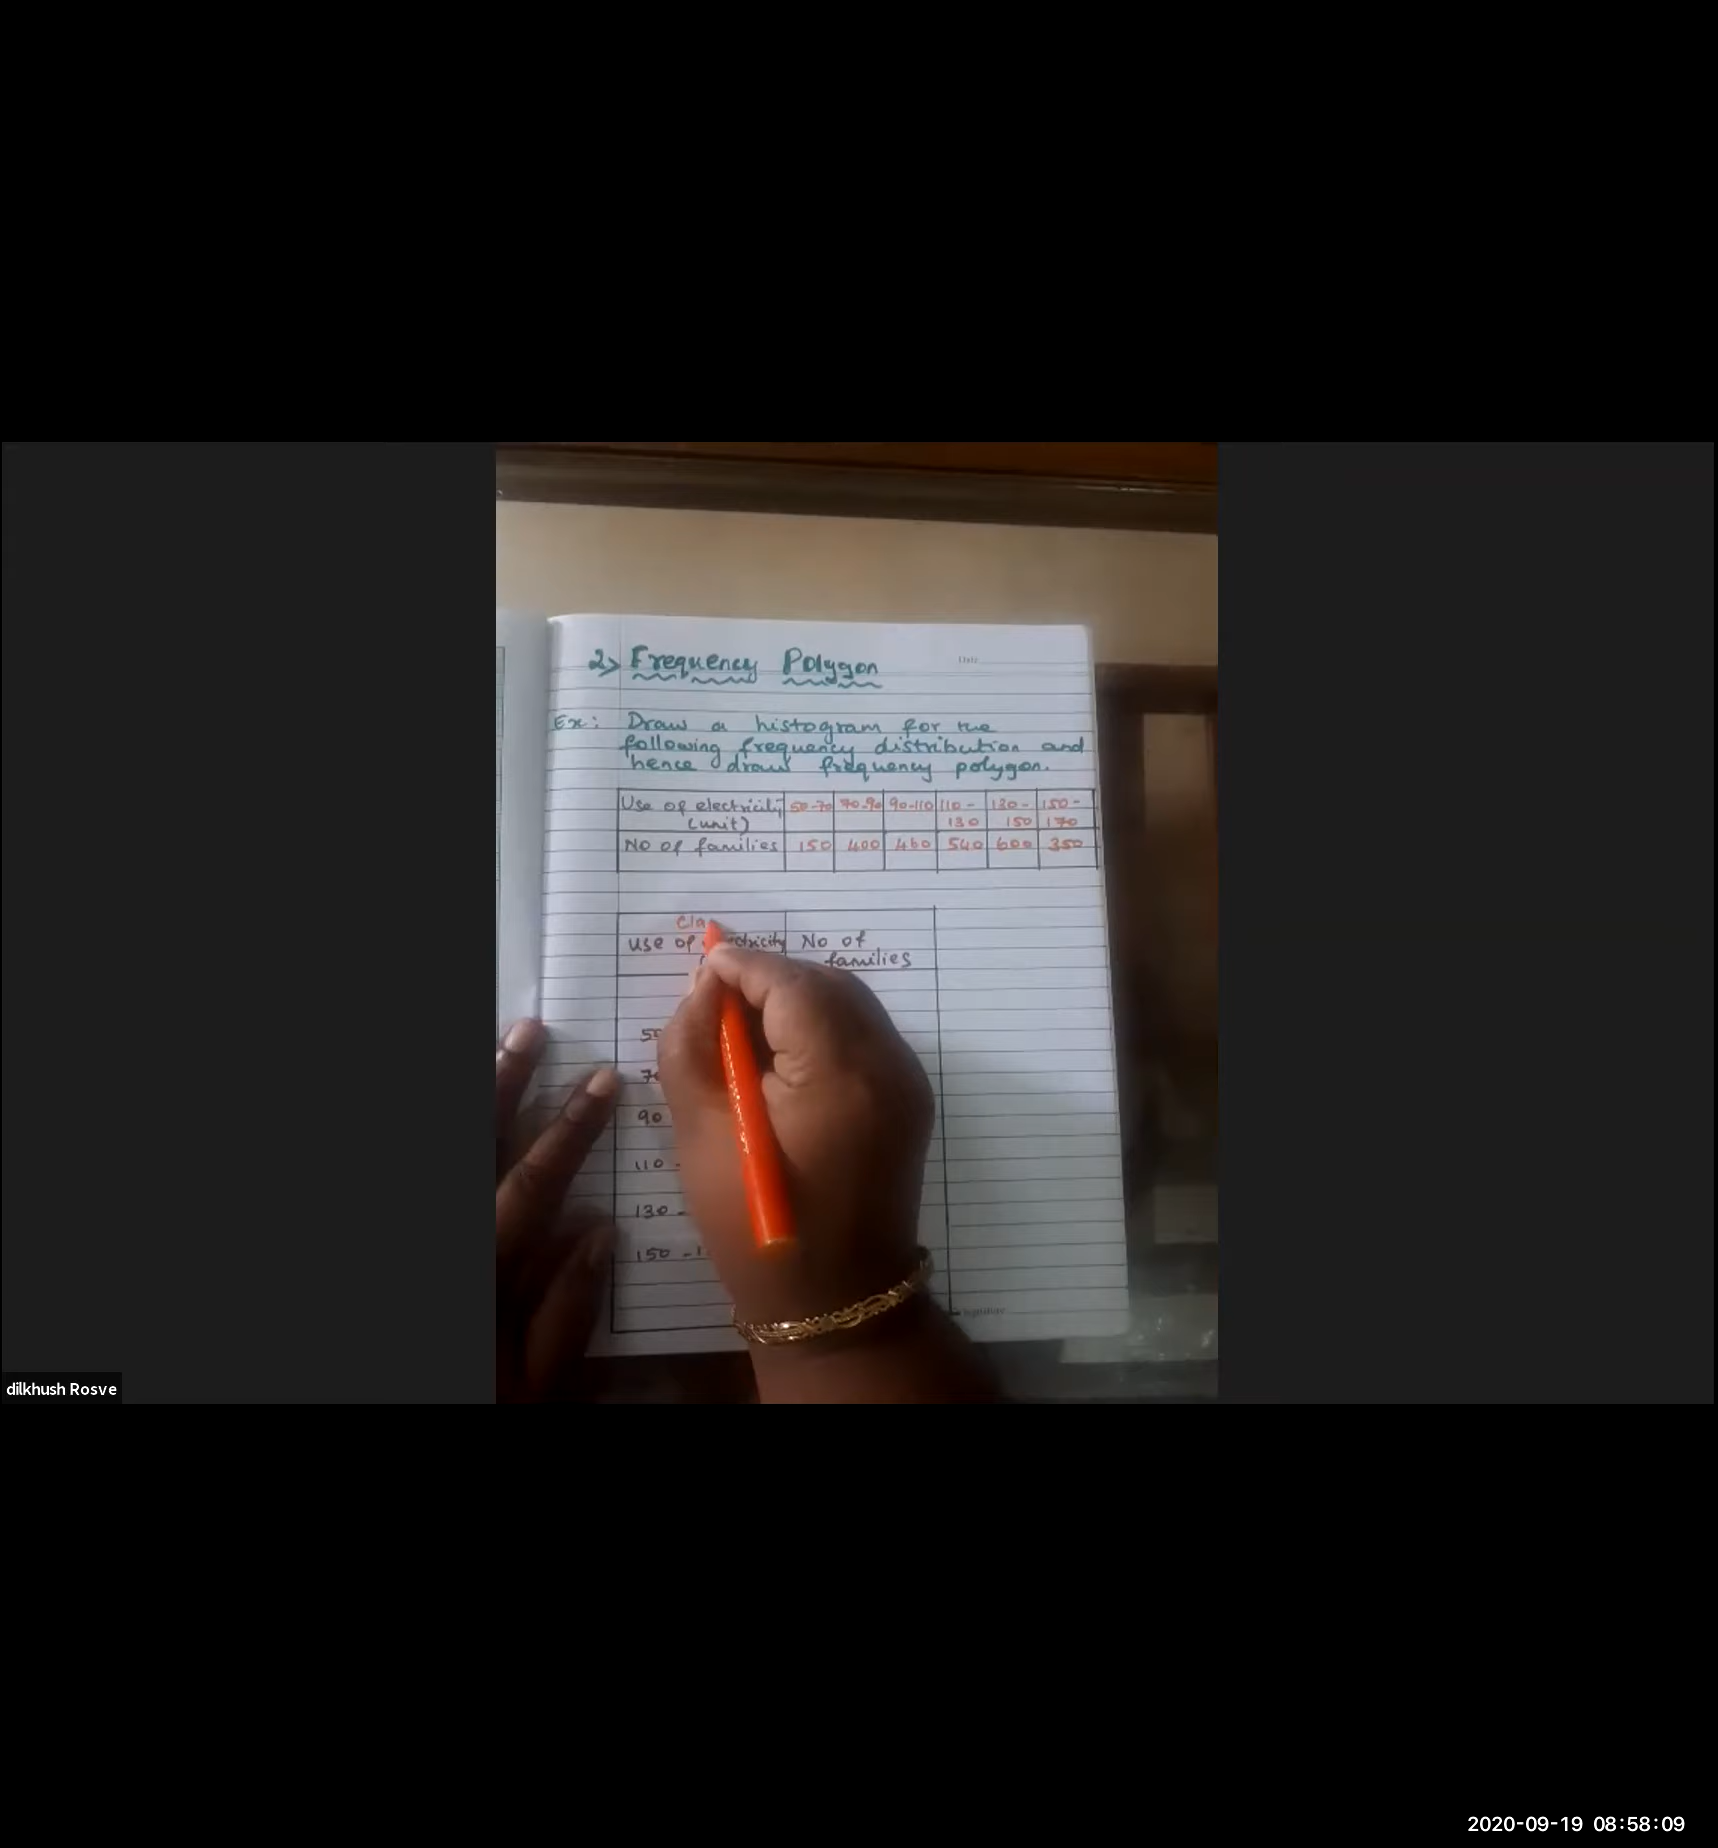 Date
2> Frequency Polygon
Ex: Draw a histogram for the
following frequency distribution and
hence draw frequency polygon.
Use of electricity 50-70 70-90 90-110 110- 130- 150-
(unit) 130 150 170
No of families 150 400 460 540 600 350
Cla
Use of No of
families
90
110 -
130 -
150 -
dilkhush Rosve
2020-09-19 08:58:09